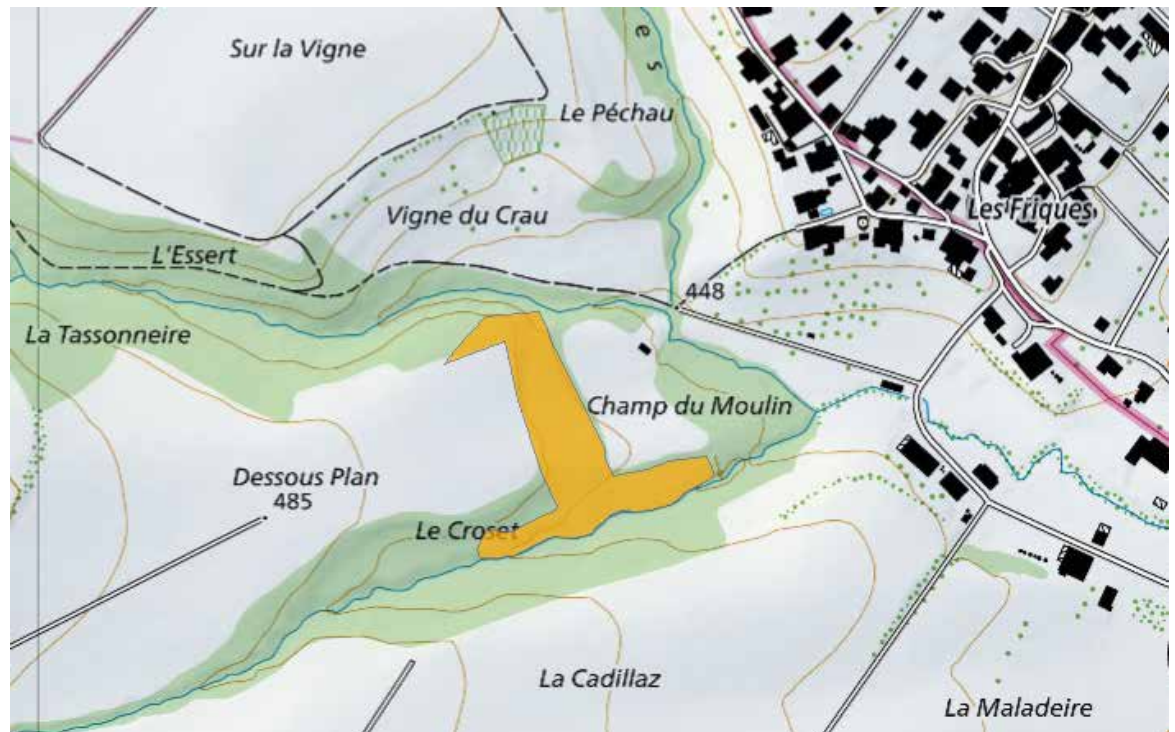 e
s
Sur la Vigne
Le Péchau
Vigne du Crau
Les Friques
L'Essert
448
La Tassonneire
Champ du Moulin
Dessous Plan
485
Le Croset
La Cadillaz
La Maladeire